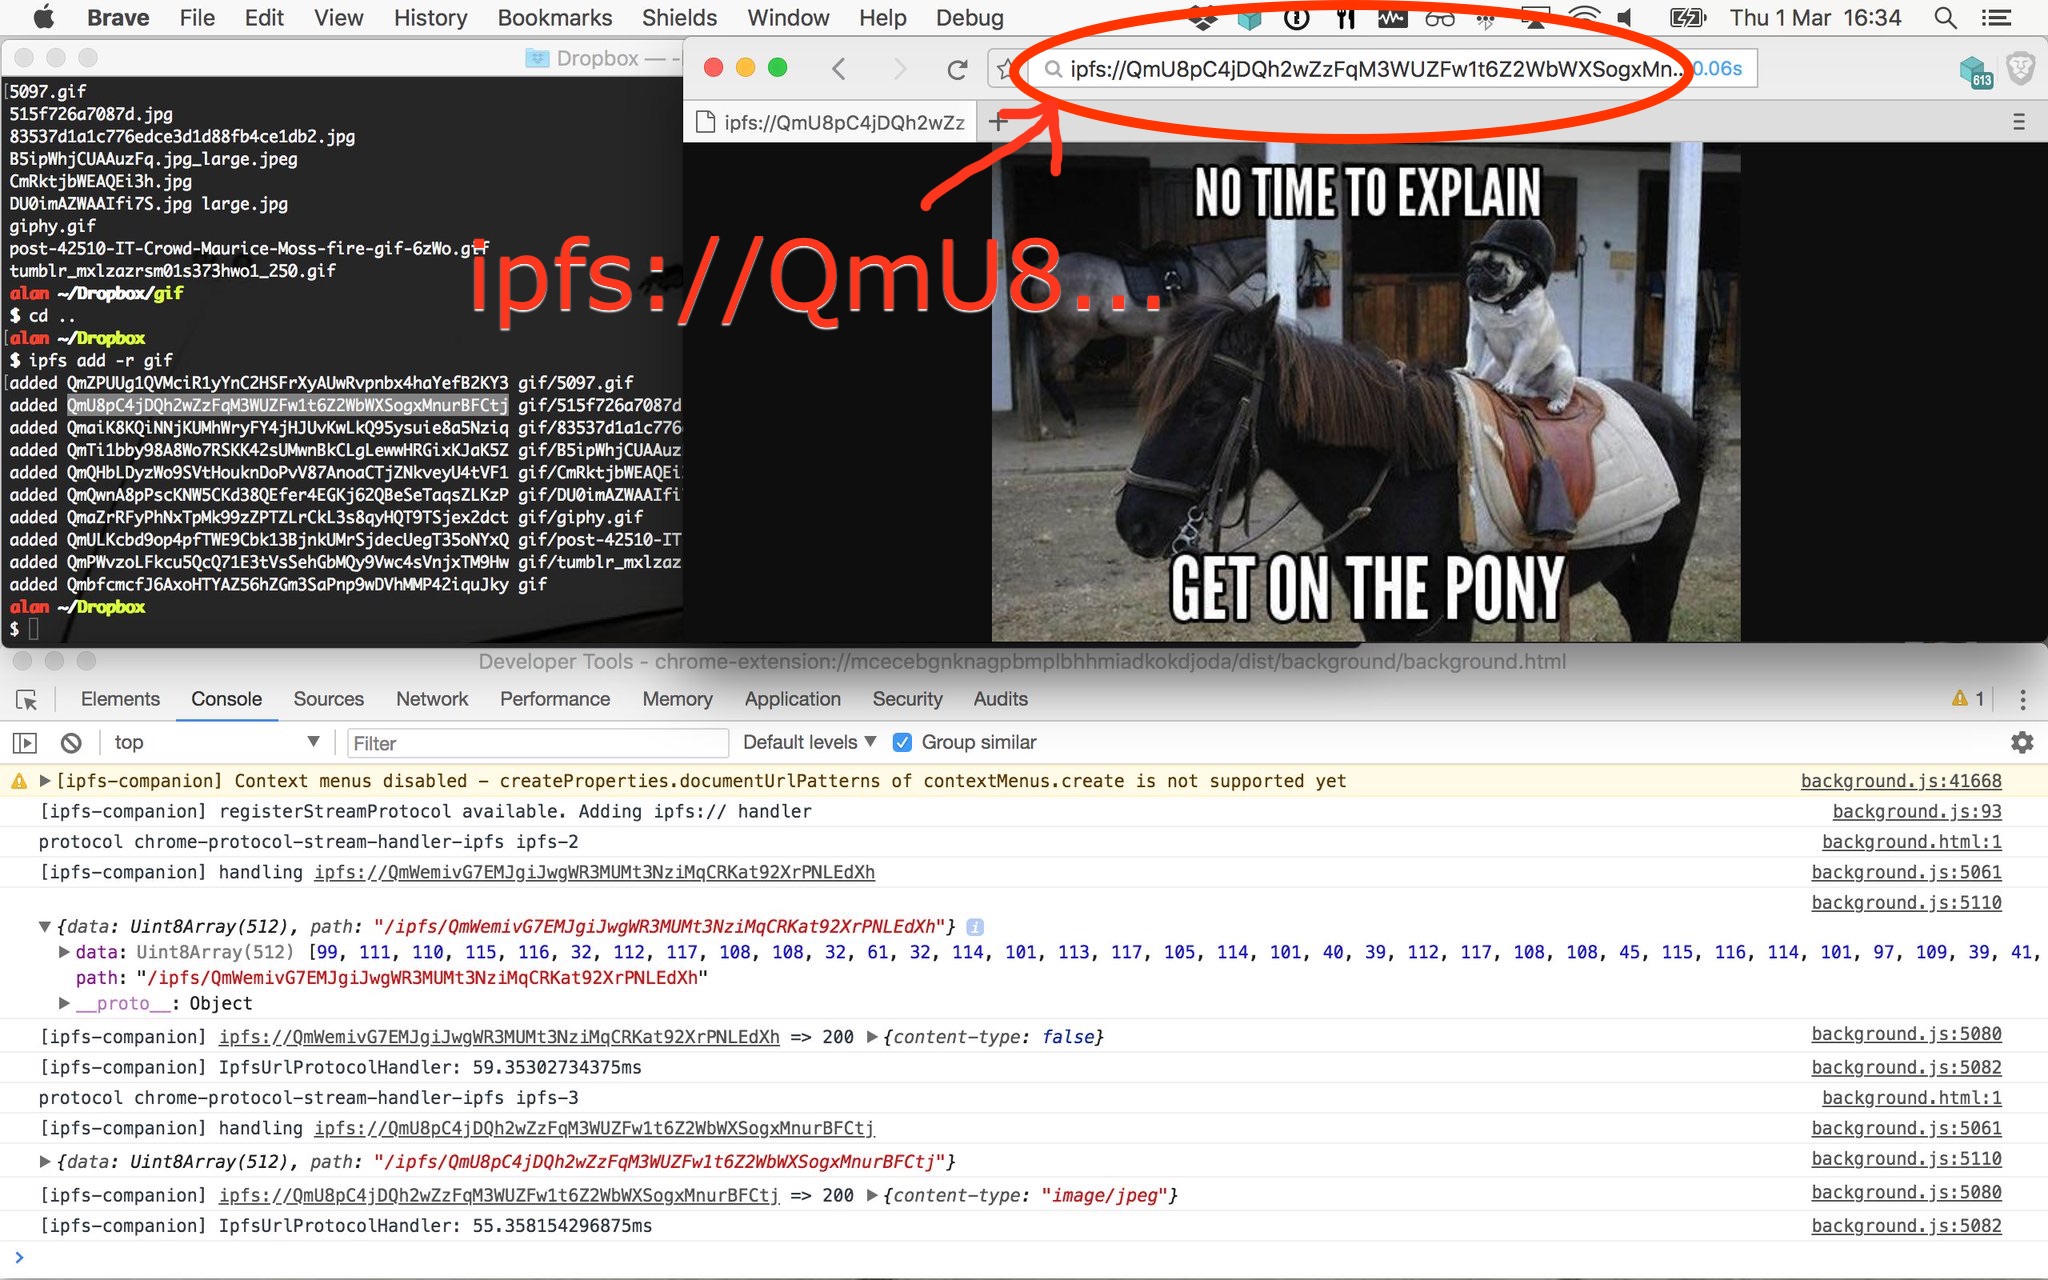 Brave File Edit View History Bookmarks Shields Window Help Debug Thu 1 Mar 16:34
Dropbox — -
5097.gif
515f726a7087d.jpg
83537d1a1c776edce3d1d88fb4ce1db2.jpg
B5ipWhjCUAAuzFq.jpg_large.jpeg
CmRktjbWEAQEi3h.jpg
DU0imAZWAAIfi7S.jpg large.jpg
giphy.gif
post-42510-IT-Crowd-Maurice-Moss-fire-gif-6zWo.gif
tumblr_mxlzazrsm01s373hwo1_250.gif
alan ~/Dropbox/gif
$ cd ..
alan ~/Dropbox
$ ipfs add -r gif
added QmZPUUg1QVMciR1yYnC2HSFrXyAUwRvpnbx4haYefB2KY3 gif/5097.gif
added QmU8pC4jDQh2wZzFqM3WUZFw1t6Z2WbWXSogxMnurBFCtj gif/515f726a7087d
added QmaiK8KQiNNjKUMhWryFY4jHJUvKwLkQ95ysuie8a5Nziq gif/83537d1a1c776
added QmTi1bby98A8Wo7RSKK42sUMwnBkCLgLewwHRGixKJaK5Z gif/B5ipWhjCUAAuz
added QmQHbLDyzWo9SVtHouknDoPvV87AnoaCTjZNkveyU4tVF1 gif/CmRktjbWEAQEi
added QmQwnA8pPscKNW5CKd38QEfer4EGKj62QBeSeTaqsZLKzP gif/DU0imAZWAAIfi
added QmaZrRFyPhNxTpMk99zZPTZLrCkL3s8qyHQT9TSjex2dct gif/giphy.gif
added QmULKcbd9op4pfTWE9Cbk13BjnkUMrSjdecUegT35oNYxQ gif/post-42510-IT
added QmPWvzoLFkcu5QcQ71E3tVsSehGbMQy9Vwc4sVnjxTM9Hw gif/tumblr_mxlzaz
added QmbfcmcfJ6AxoHTYAZ56hZGm3SaPnp9wDVhMMP42iquJky gif
alan ~/Dropbox
$
ipfs://QmU8pC4jDQh2wZzFqM3WUZFw1t6Z2WbWXSogxMn... 0.06s
613
ipfs://QmU8pC4jDQh2wZz
ipfs://QmU8...
NO TIME TO EXPLAIN
GET ON THE PONY
Developer Tools - chrome-extension://mcecebgnknagpbmplbhhmiadkokdjoda/dist/background/background.html
Elements Console Sources Network Performance Memory Application Security Audits 1
top Filter Default levels Group similar
[ipfs-companion] Context menus disabled – createProperties.documentUrlPatterns of contextMenus.create is not supported yet background.js:41668
[ipfs-companion] registerStreamProtocol available. Adding ipfs:// handler background.js:93
protocol chrome-protocol-stream-handler-ipfs ipfs-2 background.html:1
[ipfs-companion] handling ipfs://QmWemivG7EMJgiJwgWR3MUMt3NziMqCRKat92XrPNLEdXh background.js:5061
background.js:5110
{data: Uint8Array(512), path: "/ipfs/QmWemivG7EMJgiJwgWR3MUMt3NziMqCRKat92XrPNLEdXh"}
data: Uint8Array(512) [99, 111, 110, 115, 116, 32, 112, 117, 108, 108, 32, 61, 32, 114, 101, 113, 117, 105, 114, 101, 40, 39, 112, 117, 108, 108, 45, 115, 116, 114, 101, 97, 109, 39, 41,
path: "/ipfs/QmWemivG7EMJgiJwgWR3MUMt3NziMqCRKat92XrPNLEdXh"
__proto__: Object
[ipfs-companion] ipfs://QmWemivG7EMJgiJwgWR3MUMt3NziMqCRKat92XrPNLEdXh => 200 {content-type: false} background.js:5080
[ipfs-companion] IpfsUrlProtocolHandler: 59.35302734375ms background.js:5082
protocol chrome-protocol-stream-handler-ipfs ipfs-3 background.html:1
[ipfs-companion] handling ipfs://QmU8pC4jDQh2wZzFqM3WUZFw1t6Z2WbWXSogxMnurBFCtj background.js:5061
{data: Uint8Array(512), path: "/ipfs/QmU8pC4jDQh2wZzFqM3WUZFw1t6Z2WbWXSogxMnurBFCtj"} background.js:5110
[ipfs-companion] ipfs://QmU8pC4jDQh2wZzFqM3WUZFw1t6Z2WbWXSogxMnurBFCtj => 200 {content-type: "image/jpeg"} background.js:5080
[ipfs-companion] IpfsUrlProtocolHandler: 55.358154296875ms background.js:5082